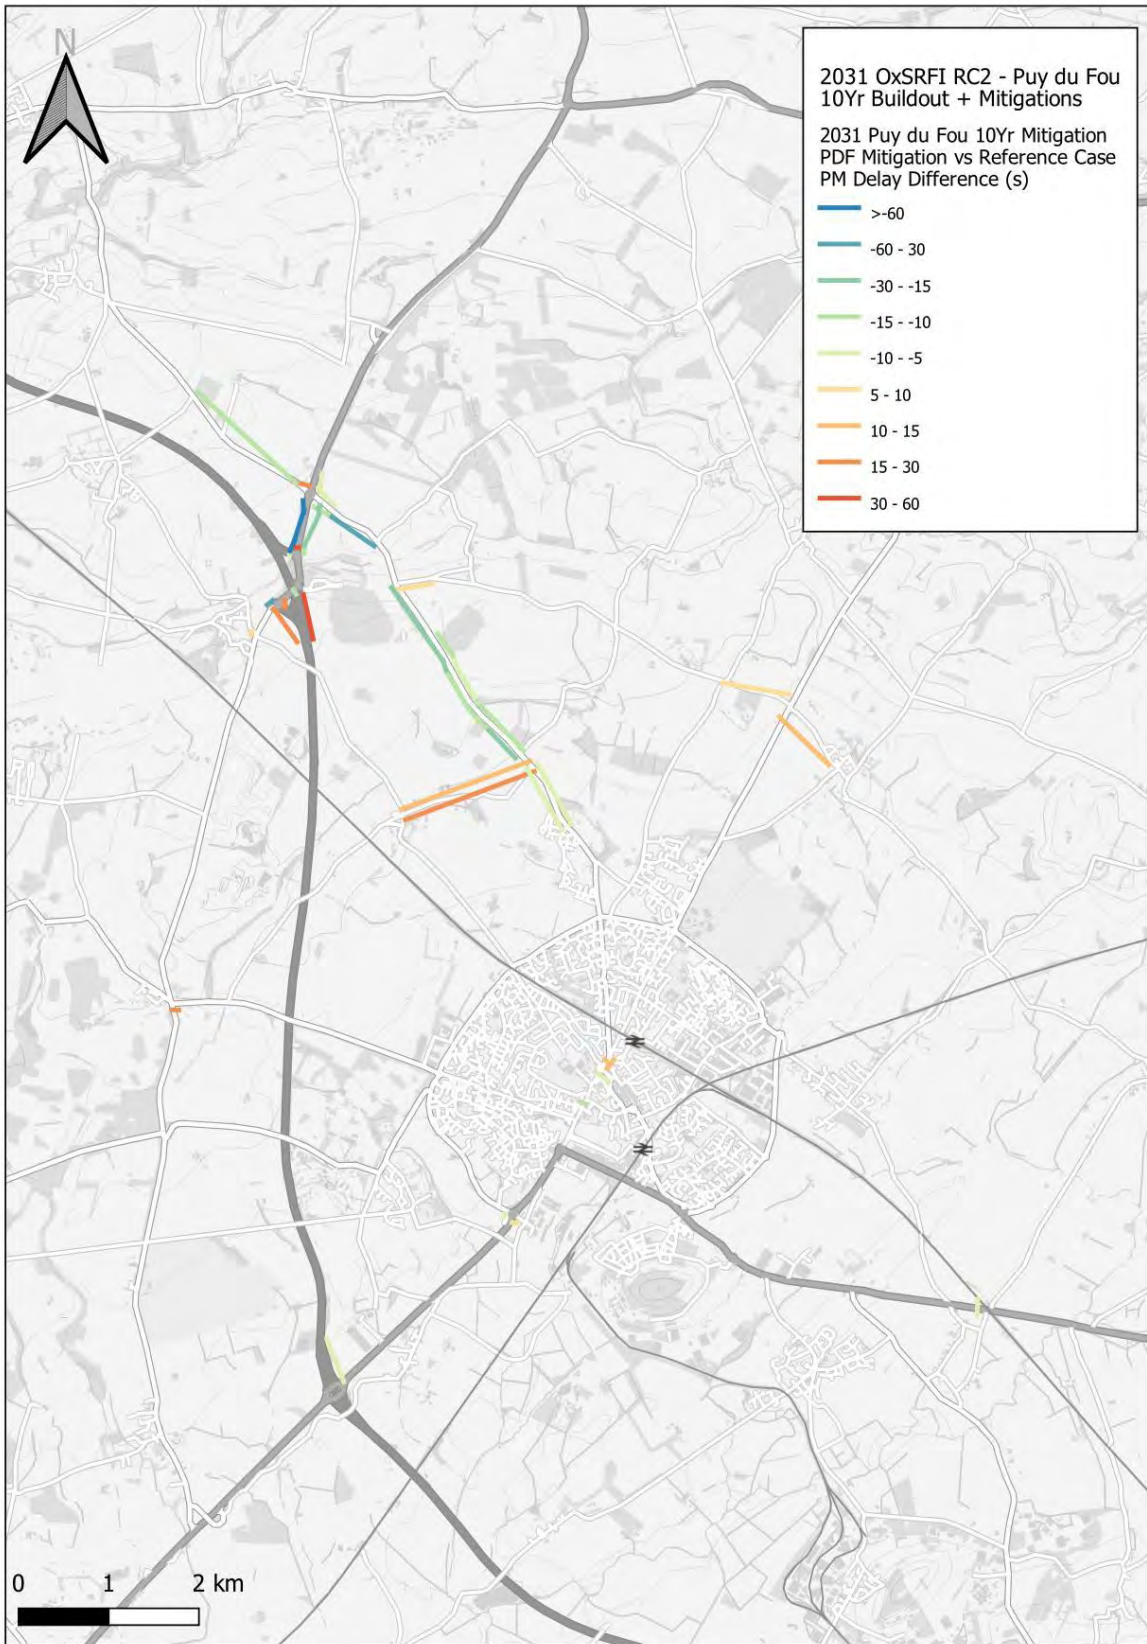 N
2031 OxSRFI RC2 - Puy du Fou
10Yr Buildout + Mitigations
2031 Puy du Fou 10Yr Mitigation
PDF Mitigation vs Reference Case
PM Delay Difference (s)
>-60
-60 - 30
-30 - -15
-15 - -10
-10 - -5
5 - 10
10 - 15
15 - 30
30 - 60
0 1 2 km